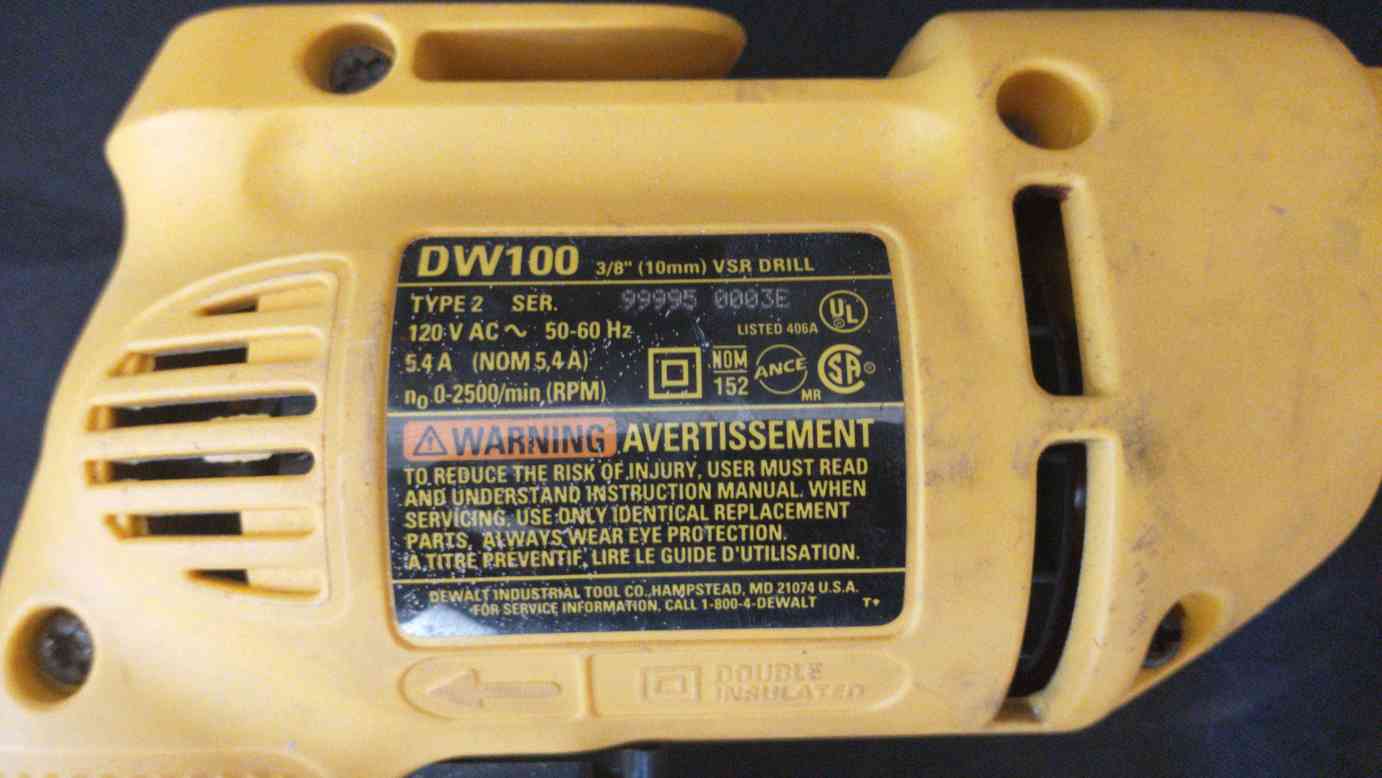 DW100 3/8" (10mm) VSR DRILL
TYPE 2 SER. 99995 0003E
120 V AC ~ 50-60 Hz LISTED 406A UL
5.4 A (NOM 5,4 A) NOM 152 ANCE MR SA ®
n0 0-2500/min (RPM)
⚠ WARNING AVERTISSEMENT
TO REDUCE THE RISK OF INJURY, USER MUST READ
AND UNDERSTAND INSTRUCTION MANUAL. WHEN
SERVICING, USE ONLY IDENTICAL REPLACEMENT
PARTS, ALWAYS WEAR EYE PROTECTION.
A TITRE PREVENTIF, LIRE LE GUIDE D'UTILISATION.
DEWALT INDUSTRIAL TOOL CO., HAMPSTEAD, MD 21074 U.S.A.
FOR SERVICE INFORMATION, CALL 1-800-4-DEWALT T+
DOUBLE
INSULATED